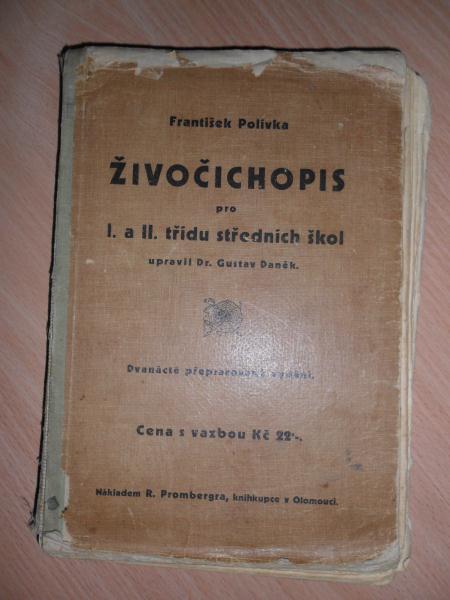 František Polívka
ŽIVOČICHOPIS
pro
I. a II. třídu středních škol
upravil Dr. Gustav Daněk.
Dvanácté přepracované vydání.
Cena s vazbou Kč 22·-.
Nákladem R. Prombergra, knihkupce v Olomouci.